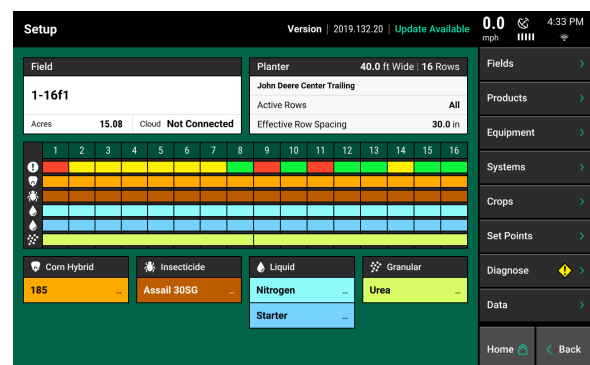 Setup
Version | 2019.132.20 | Update Available
0.0
mph
4:33 PM
Field
1-16f1
Acres 15.08 Cloud Not Connected
Planter 40.0 ft Wide | 16 Rows
John Deere Center Trailing
Active Rows All
Effective Row Spacing 30.0 in
1 2 3 4 5 6 7 8 9 10 11 12 13 14 15 16
Corn Hybrid
185 ...
Insecticide
Assail 30SG ...
Liquid
Nitrogen ...
Starter ...
Granular
Urea ...
Fields >
Products >
Equipment >
Systems >
Crops >
Set Points >
Diagnose ! >
Data >
Home
< Back